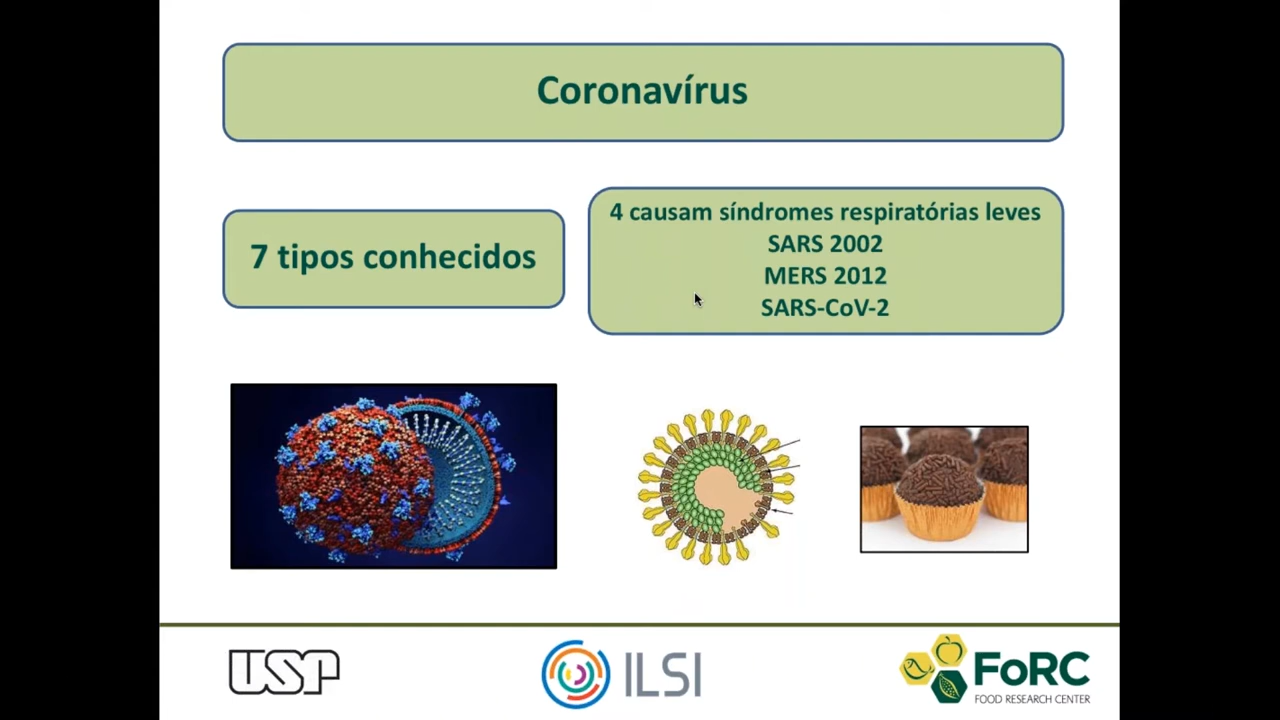 Coronavírus
7 tipos conhecidos
4 causam síndromes respiratórias leves
SARS 2002
MERS 2012
SARS-CoV-2
USP
ILSI
FoRC
FOOD RESEARCH CENTER